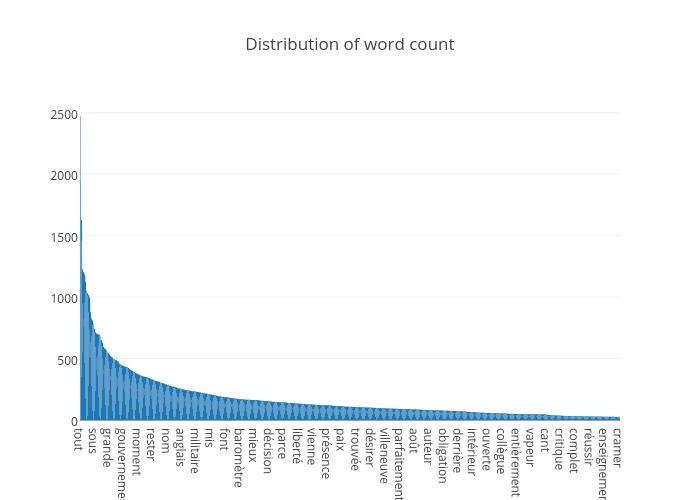 Distribution of word count
2500
2000
1500
1000
500
0
tout
sous
grande
gouverneme
moment
rester
nom
anglais
militaire
mis
font
baromètre
mieux
décision
parce
liberté
vienne
présence
paix
trouvée
désirer
villeneuve
parfaitement
août
auteur
obligation
derrière
intérieur
ouverte
collègue
entièrement
vapeur
cant
critique
complet
réussir
enseignemen
cramer